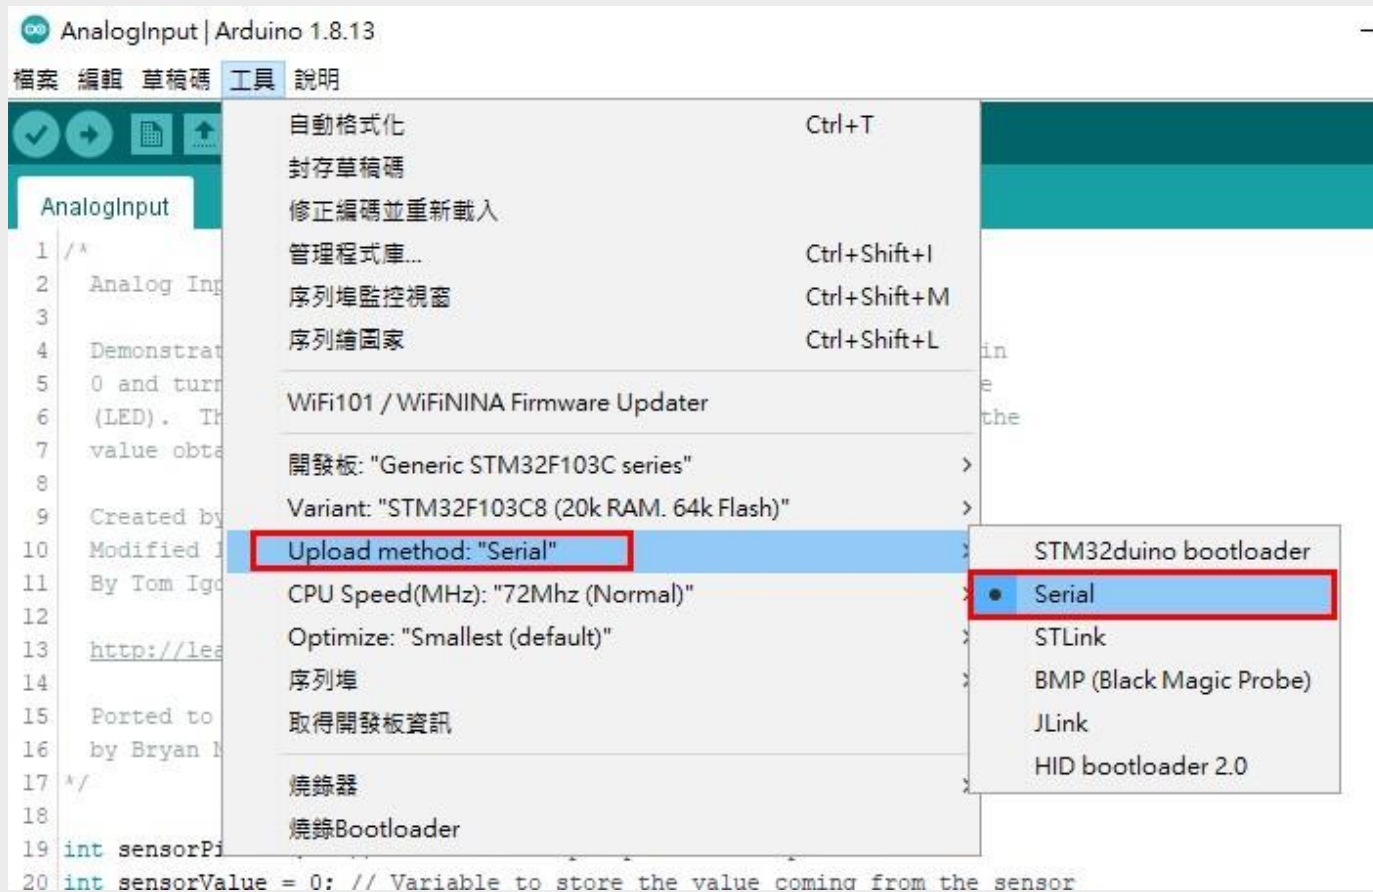 AnalogInput | Arduino 1.8.13
檔案 編輯 草稿碼 工具 說明
自動格式化 Ctrl+T
封存草稿碼
修正編碼並重新載入
管理程式庫... Ctrl+Shift+I
序列埠監控視窗 Ctrl+Shift+M
序列繪圖家 Ctrl+Shift+L
WiFi101 / WiFiNINA Firmware Updater
開發板: "Generic STM32F103C series"
Variant: "STM32F103C8 (20k RAM. 64k Flash)"
Upload method: "Serial"
CPU Speed(MHz): "72Mhz (Normal)"
Optimize: "Smallest (default)"
序列埠
取得開發板資訊
燒錄器
燒錄Bootloader
STM32duino bootloader
Serial
STLink
BMP (Black Magic Probe)
JLink
HID bootloader 2.0
AnalogInput
1 /*
2 Analog Inp
3
4 Demonstrat in
5 0 and turn e
6 (LED). Th the
7 value obta
8
9 Created by
10 Modified
11 By Tom Igo
12
13 http://lea
14
15 Ported to
16 by Bryan
17 */
18
19 int sensorPi
20 int sensorValue = 0; // Variable to store the value coming from the sensor